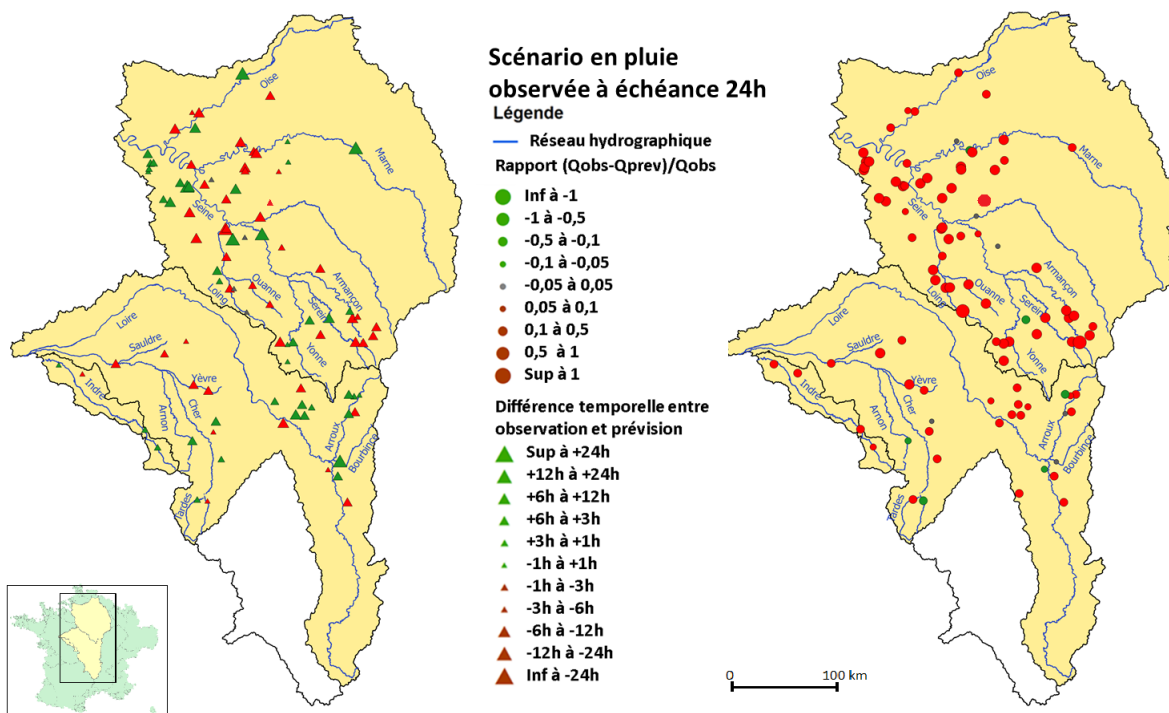 Scénario en pluie
observée à échéance 24h
Légende
Réseau hydrographique
Rapport (Qobs-Qprev)/Qobs
Inf à -1
-1 à -0,5
-0,5 à -0,1
-0,1 à -0,05
-0,05 à 0,05
0,05 à 0,1
0,1 à 0,5
0,5 à 1
Sup à 1
Différence temporelle entre
observation et prévision
Sup à +24h
+12h à +24h
+6h à +12h
+6h à +3h
+3h à +1h
-1h à +1h
-1h à -3h
-3h à -6h
-6h à -12h
-12h à -24h
Inf à -24h
Oise
Marne
Seine
Ouanne
Loing
Armançon
Serein
Yonne
Loire
Sauldre
Yèvre
Indre
Arnon
Cher
Arroux
Bourbince
Tardes
Oise
Marne
Seine
Ouanne
Loing
Armançon
Serein
Yonne
Loire
Sauldre
Yèvre
Indre
Arnon
Cher
Arroux
Bourbince
Tardes
0 100 km